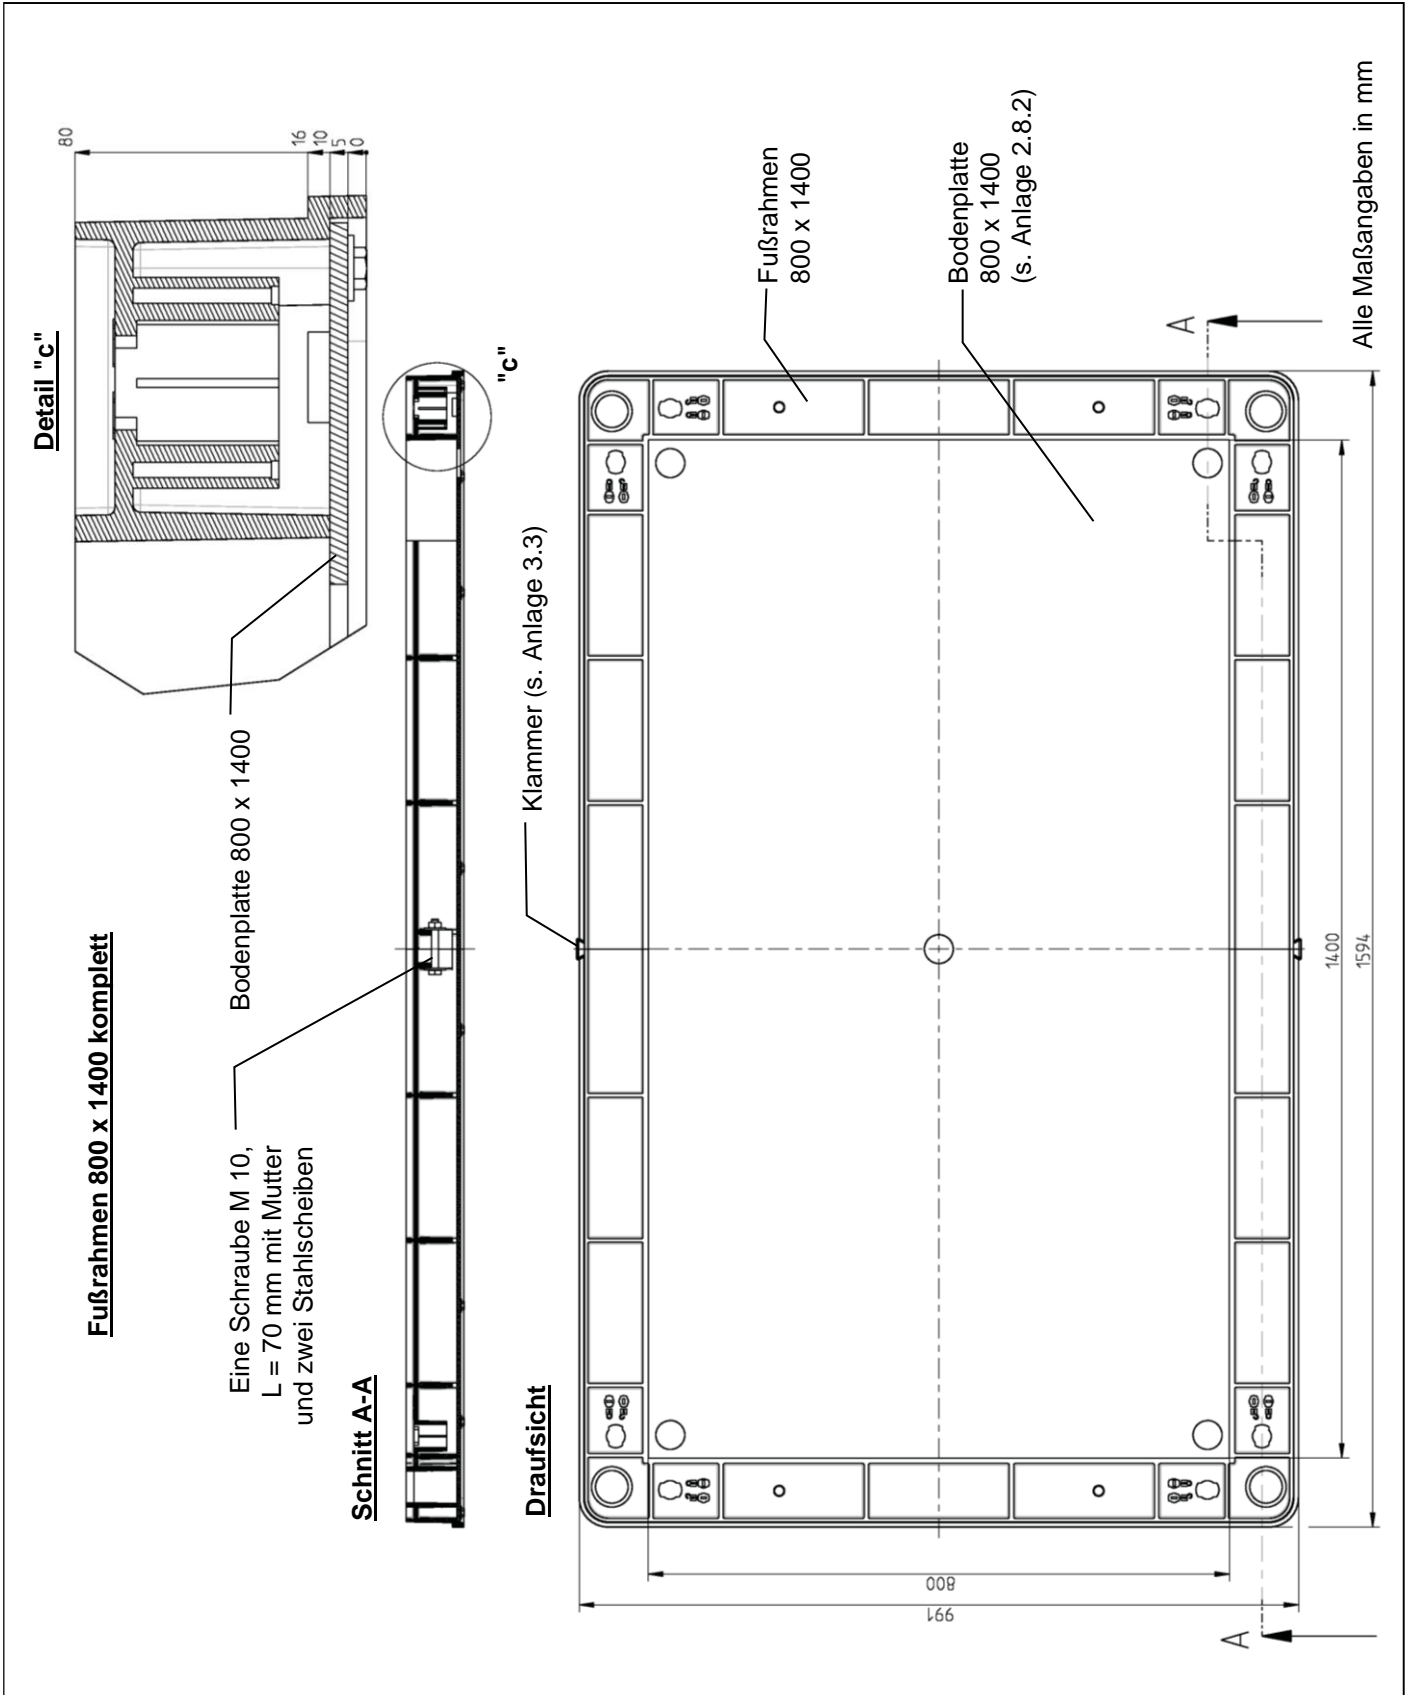 Detail "c"
80
16
10
5
0
Fußrahmen 800 x 1400 komplett
Eine Schraube M 10,
L = 70 mm mit Mutter
und zwei Stahlscheiben
Bodenplatte 800 x 1400
Schnitt A-A
"c"
Draufsicht
Klammer (s. Anlage 3.3)
Fußrahmen
800 x 1400
Bodenplatte
800 x 1400
(s. Anlage 2.8.2)
800
991
A
A
1400
1594
Alle Maßangaben in mm